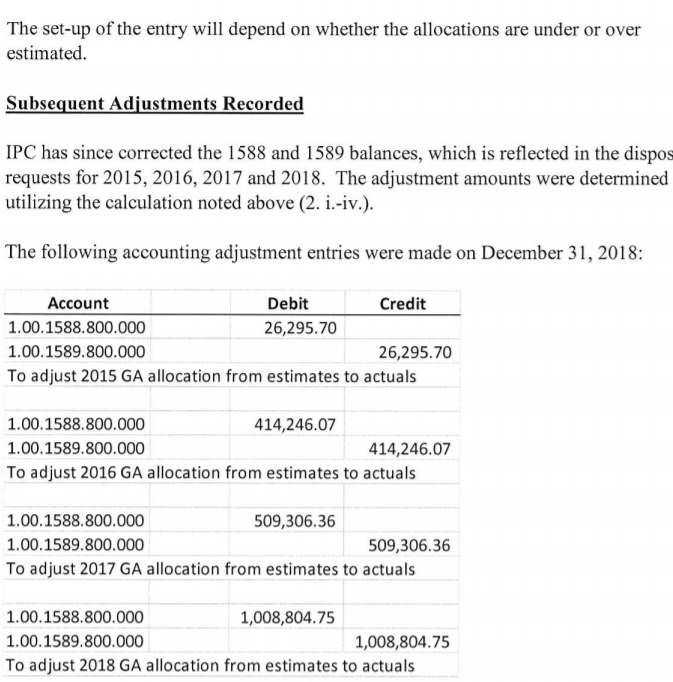 The set-up of the entry will depend on whether the allocations are under or over
estimated.
Subsequent Adjustments Recorded
IPC has since corrected the 1588 and 1589 balances, which is reflected in the dispos
requests for 2015, 2016, 2017 and 2018. The adjustment amounts were determined
utilizing the calculation noted above (2. i.-iv.).
The following accounting adjustment entries were made on December 31, 2018:
Account Debit Credit
1.00.1588.800.000 26,295.70
1.00.1589.800.000 26,295.70
To adjust 2015 GA allocation from estimates to actuals
1.00.1588.800.000 414,246.07
1.00.1589.800.000 414,246.07
To adjust 2016 GA allocation from estimates to actuals
1.00.1588.800.000 509,306.36
1.00.1589.800.000 509,306.36
To adjust 2017 GA allocation from estimates to actuals
1.00.1588.800.000 1,008,804.75
1.00.1589.800.000 1,008,804.75
To adjust 2018 GA allocation from estimates to actuals